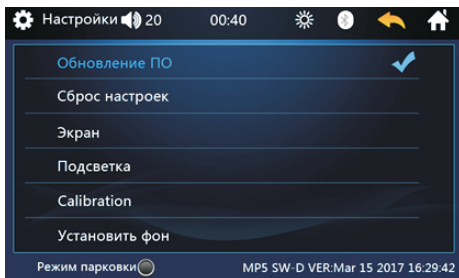 Настройки 20 00:40
Обновление ПО
Сброс настроек
Экран
Подсветка
Calibration
Установить фон
Режим парковки MP5 SW-D VER:Mar 15 2017 16:29:42